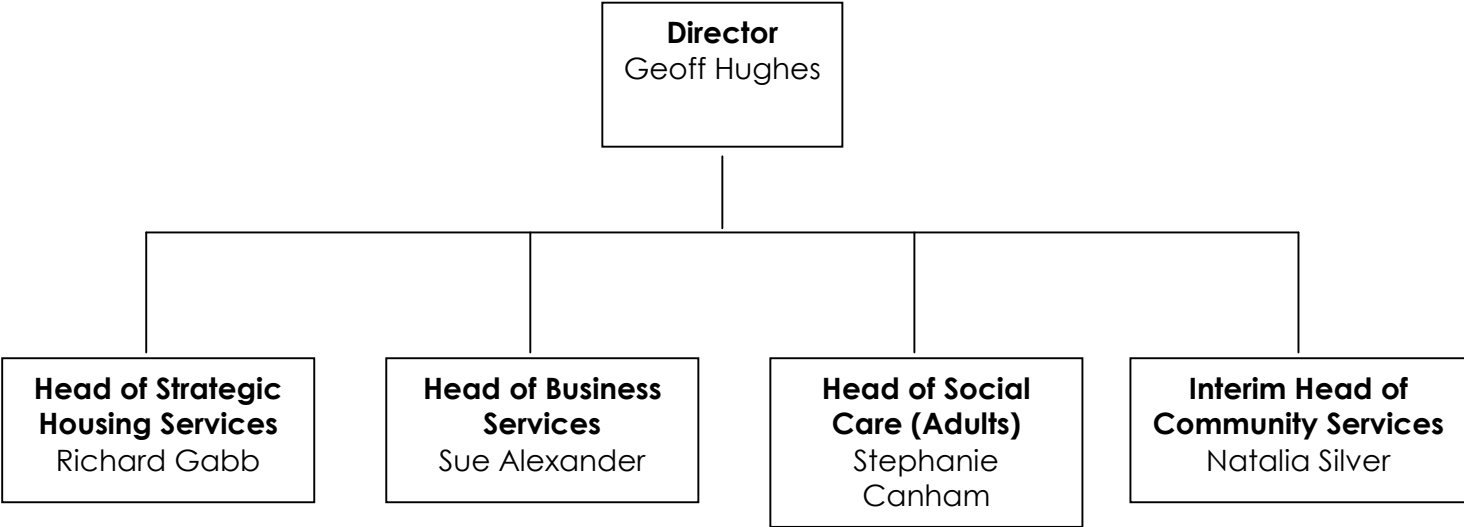 Director
Geoff Hughes
Head of Strategic
Housing Services
Richard Gabb
Head of Business
Services
Sue Alexander
Head of Social
Care (Adults)
Stephanie
Canham
Interim Head of
Community Services
Natalia Silver